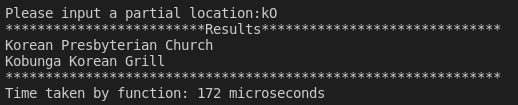 Please input a partial location:kO
*************************Results******************************
Korean Presbyterian Church
Kobunga Korean Grill
**************************************************************
Time taken by function: 172 microseconds